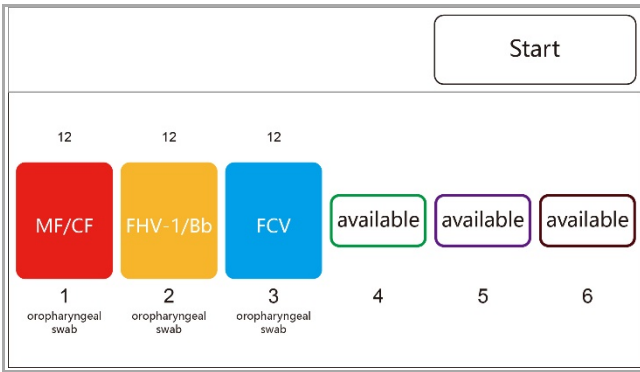 Start
12 12 12
MF/CF FHV-1/Bb FCV available available available
1 2 3 4 5 6
oropharyngeal oropharyngeal oropharyngeal
swab swab swab